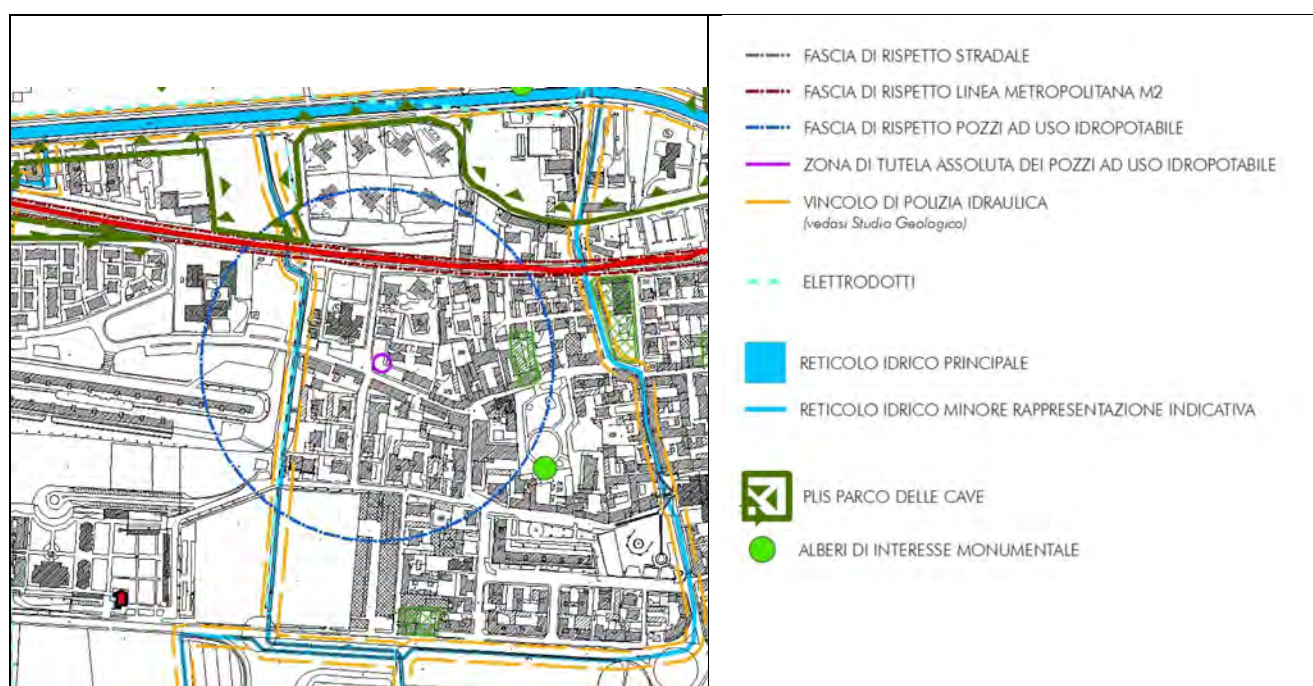 FASCIA DI RISPETTO STRADALE
FASCIA DI RISPETTO LINEA METROPOLITANA M2
FASCIA DI RISPETTO POZZI AD USO IDROPOTABILE
ZONA DI TUTELA ASSOLUTA DEI POZZI AD USO IDROPOTABILE
VINCOLO DI POLIZIA IDRAULICA
(vedasi Studio Geologico)
ELETTRODOTTI
RETICOLO IDRICO PRINCIPALE
RETICOLO IDRICO MINORE RAPPRESENTAZIONE INDICATIVA
PLIS PARCO DELLE CAVE
ALBERI DI INTERESSE MONUMENTALE